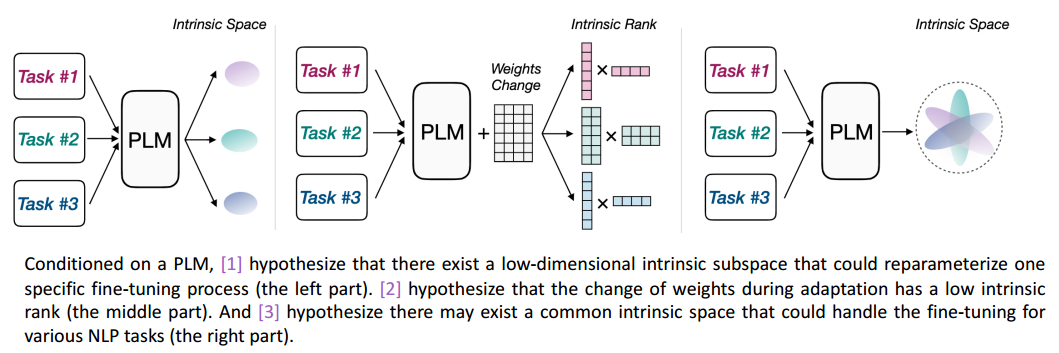 Intrinsic Space
Task #1
Task #2
Task #3
PLM
Intrinsic Rank
Task #1
Task #2
Task #3
PLM
+
Weights
Change
×
×
×
Intrinsic Space
Task #1
Task #2
Task #3
PLM
Conditioned on a PLM, [1] hypothesize that there exist a low-dimensional intrinsic subspace that could reparameterize one
specific fine-tuning process (the left part). [2] hypothesize that the change of weights during adaptation has a low intrinsic
rank (the middle part). And [3] hypothesize there may exist a common intrinsic space that could handle the fine-tuning for
various NLP tasks (the right part).